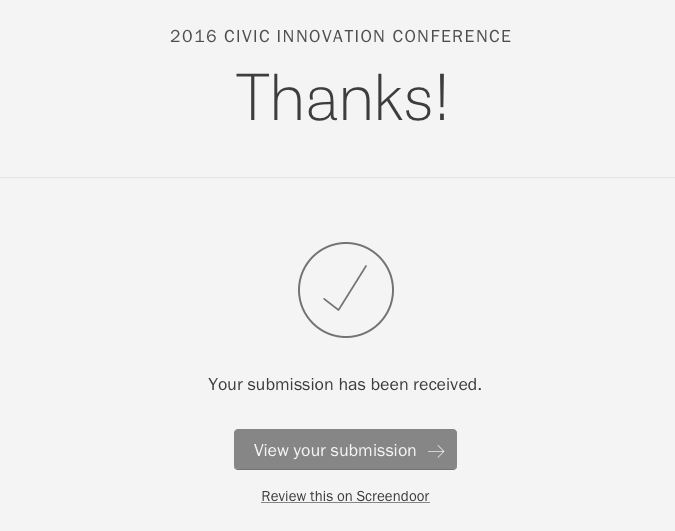 2016 CIVIC INNOVATION CONFERENCE
Thanks!
Your submission has been received.
View your submission
Review this on Screendoor